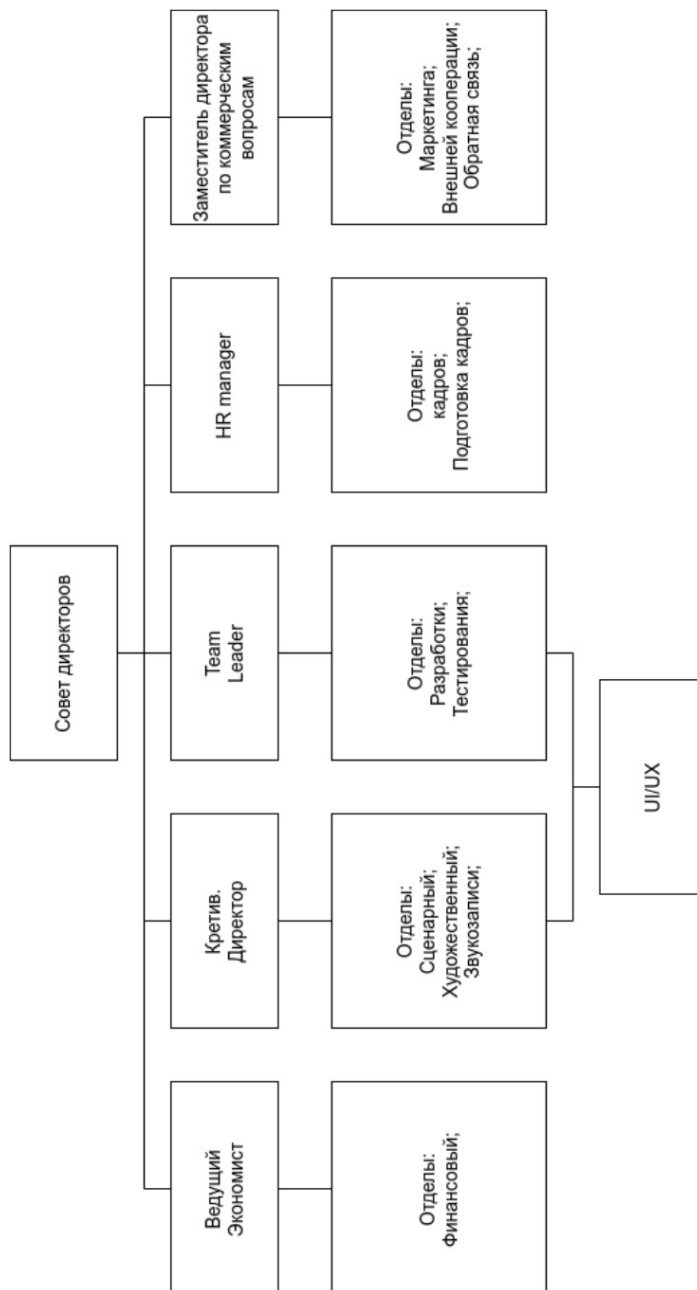 Совет директоров
Ведущий
Экономист
Кретив.
Директор
Team
Leader
HR manager
Заместитель директора
по коммерческим
вопросам
Отделы:
Финансовый;
Отделы:
Сценарный;
Художественный;
Звукозаписи;
Отделы:
Разработки;
Тестирования;
Отделы:
кадров;
Подготовка кадров;
Отделы:
Маркетинга;
Внешней кооперации;
Обратная связь;
UI/UX